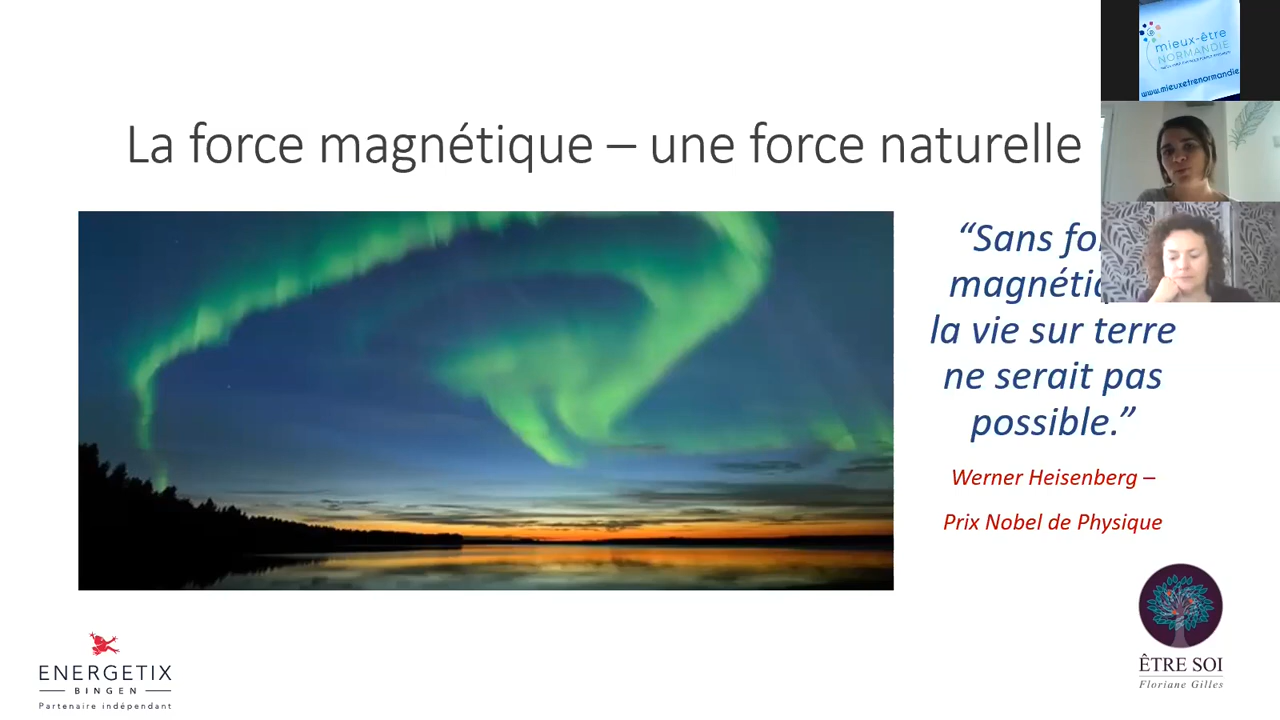 mieux-être
NORMANDIE
www.mieuxetrenormandie
La force magnétique – une force naturelle
“Sans fo
magnétiq
la vie sur terre
ne serait pas
possible.”
Werner Heisenberg –
Prix Nobel de Physique
ENERGETIX
BINGEN
Partenaire indépendant
ÊTRE SOI
Floriane Gilles